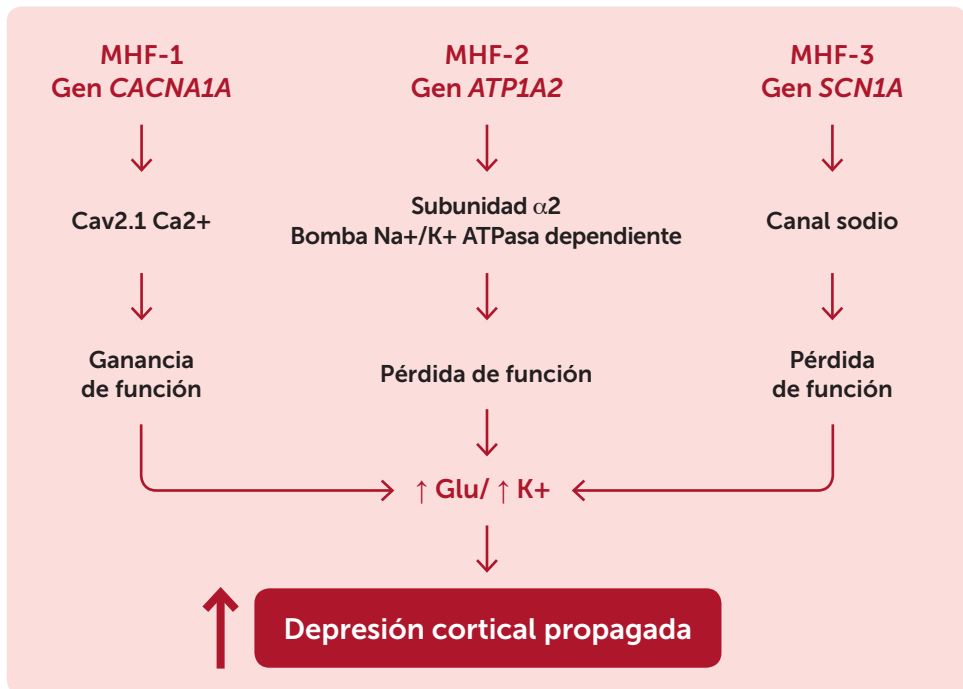 MHF-1
Gen CACNA1A
MHF-2
Gen ATP1A2
MHF-3
Gen SCN1A
Cav2.1 Ca2+
Subunidad α2
Bomba Na+/K+ ATPasa dependiente
Canal sodio
Ganancia
de función
Pérdida de función
Pérdida
de función
↑ Glu/ ↑ K+
Depresión cortical propagada